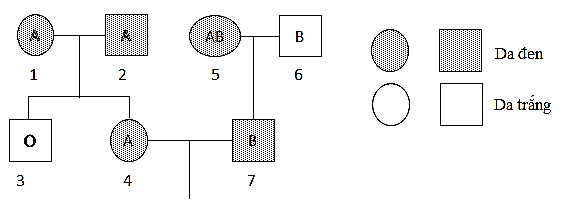 A A AB B
1 2 5 6
Da đen
Da trắng
O A B
3 4 7